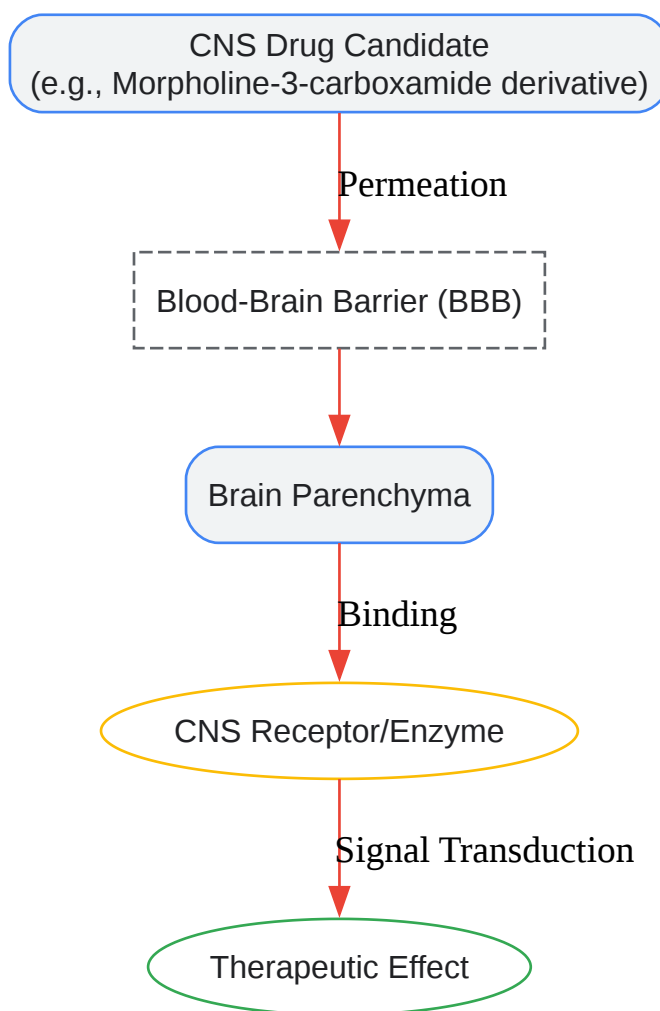 CNS Drug Candidate
(e.g., Morpholine-3-carboxamide derivative)
Permeation
Blood-Brain Barrier (BBB)
Brain Parenchyma
Binding
CNS Receptor/Enzyme
Signal Transduction
Therapeutic Effect